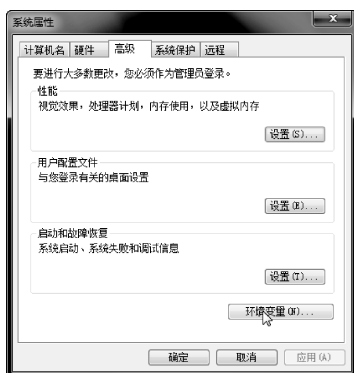 系统属性
计算机名 硬件 高级 系统保护 远程
要进行大多数更改，您必须作为管理员登录。
性能
视觉效果，处理器计划，内存使用，以及虚拟内存
设置(S)...
用户配置文件
与您登录有关的桌面设置
设置(E)...
启动和故障恢复
系统启动、系统失败和调试信息
设置(T)...
环境变量(N)...
确定 取消 应用(A)